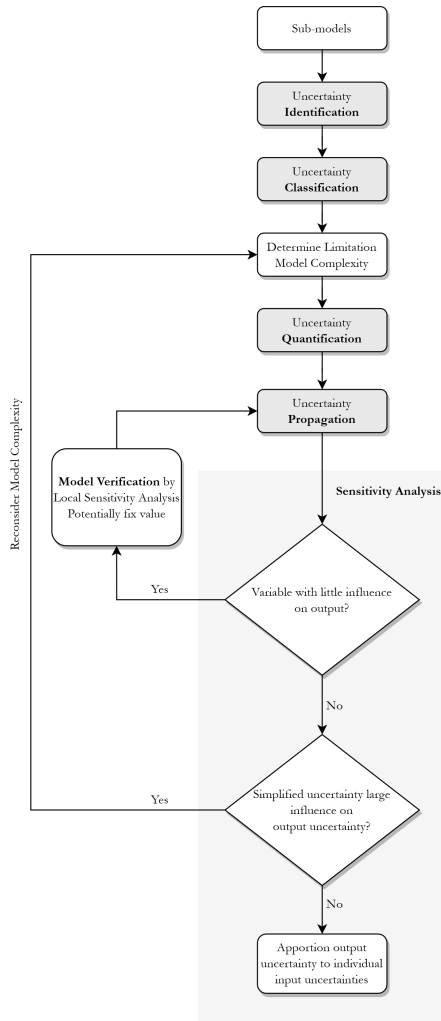 Sub-models
Uncertainty
Identification
Uncertainty
Classification
Determine Limitation
Model Complexity
Uncertainty
Quantification
Uncertainty
Propagation
Reconsider Model Complexity
Model Verification by
Local Sensitivity Analysis
Potentially fix value
Sensitivity Analysis
Variable with little influence
on output?
Yes
No
Simplified uncertainty large
influence on
output uncertainty?
Yes
No
Apportion output
uncertainty to individual
input uncertainties